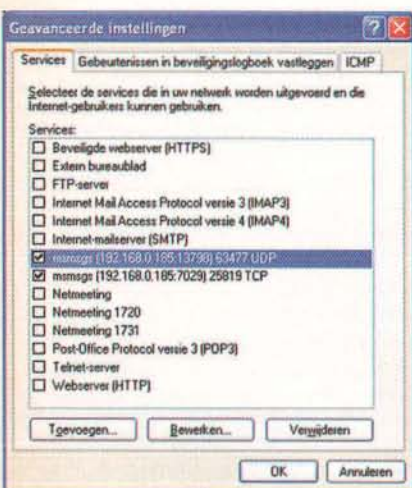 Geavanceerde instellingen
Services Gebeurtenissen in beveiligingslogboek vastleggen ICMP
Selecteer de services die in uw netwerk worden uitgevoerd en die
Internet-gebruikers kunnen gebruiken.
Services:
Beveiligde webserver (HTTPS)
Extern bureaublad
FTP-server
Internet Mail Access Protocol versie 3 (IMAP3)
Internet Mail Access Protocol versie 4 (IMAP4)
Internet-mailserver (SMTP)
msmsgs (192.168.0.185:13798) 63477 UDP
msmsgs (192.168.0.185:7029) 25819 TCP
Netmeeting
Netmeeting 1720
Netmeeting 1731
Post-Office Protocol versie 3 (POP3)
Telnet-server
Webserver (HTTP)
Toevoegen... Bewerken... Verwijderen
OK Annuleren